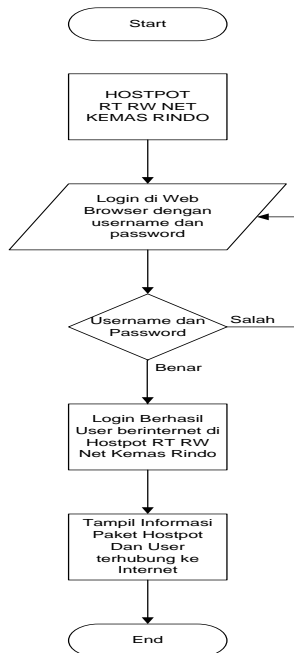 Start
HOSTPOT
RT RW NET
KEMAS RINDO
Login di Web
Browser dengan
username dan
password
Username dan
Password
Salah
Benar
Login Berhasil
User berinternet di
Hostpot RT RW
Net Kemas Rindo
Tampil Informasi
Paket Hostpot
Dan User
terhubung ke
Internet
End